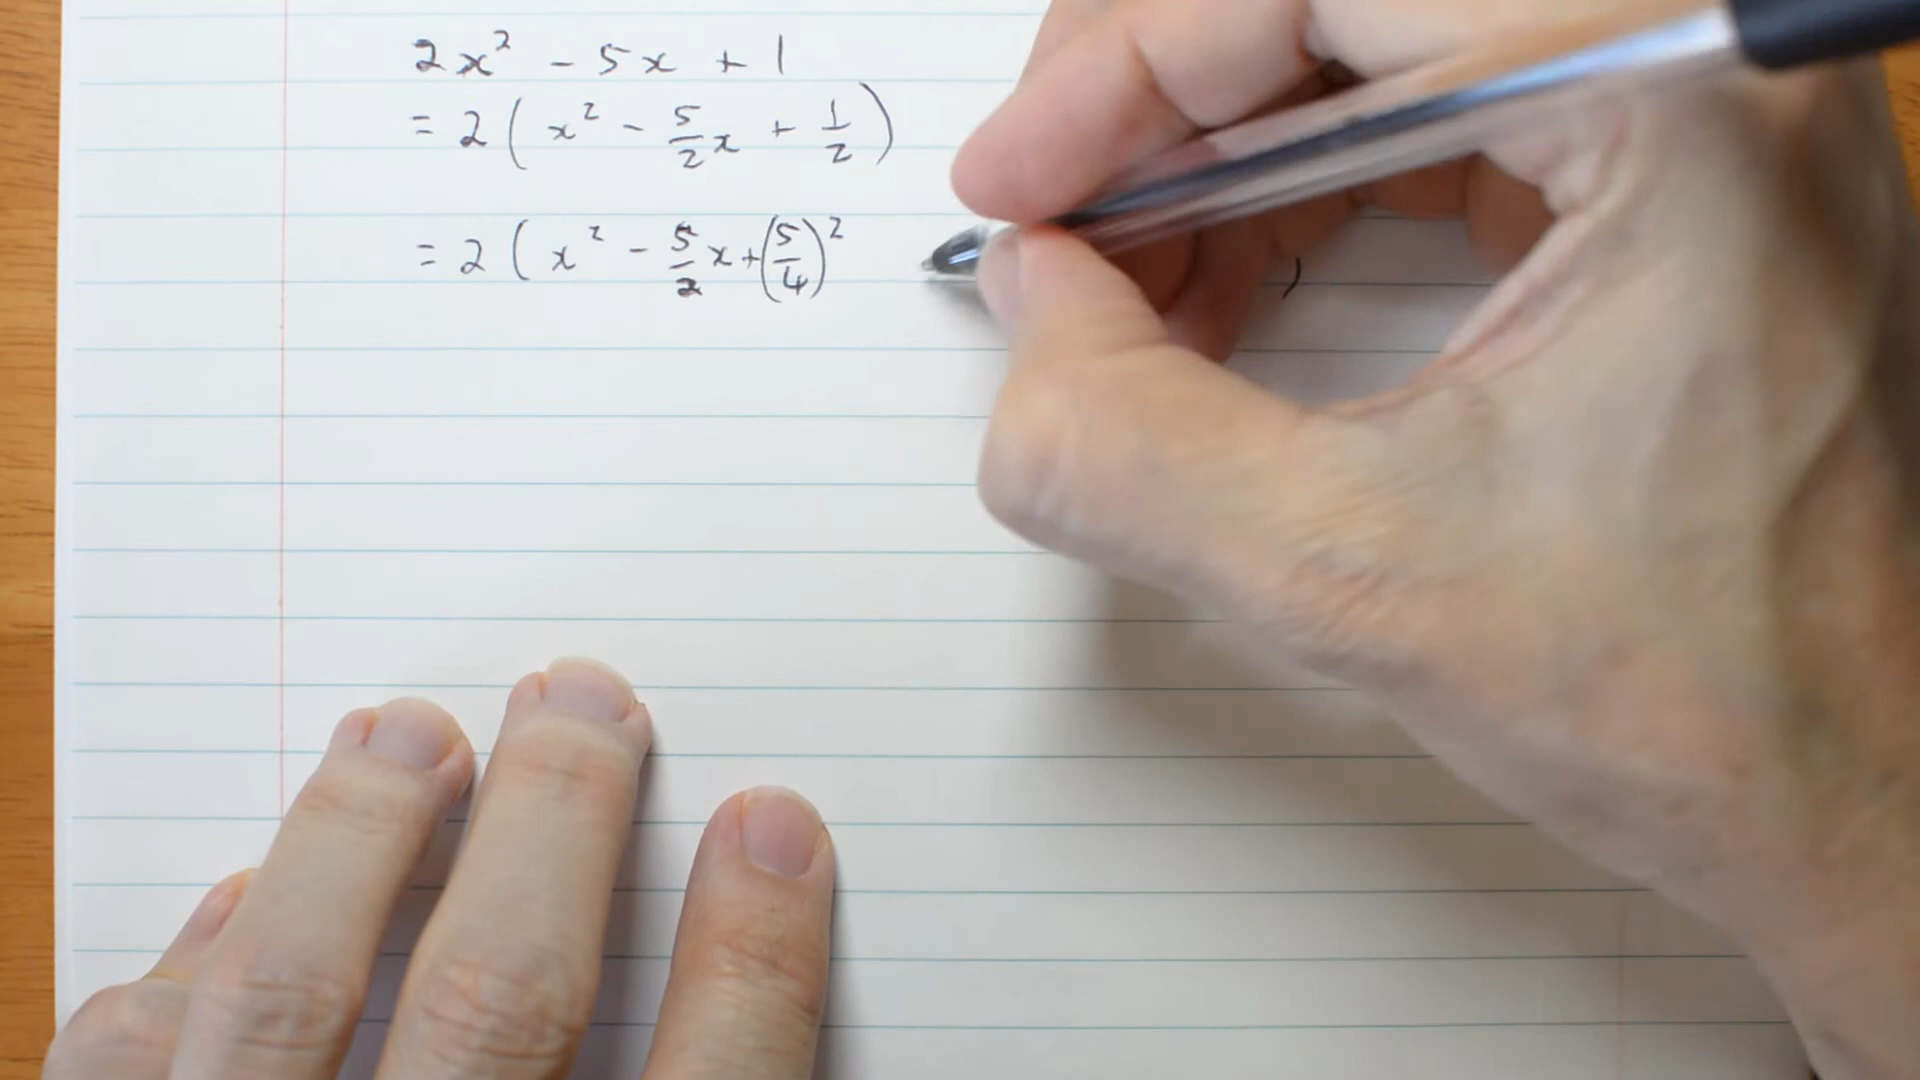 2x² - 5x + 1
= 2 ( x² - 5/2 x + 1/2 )
= 2 ( x² - 5/2 x + (5/4)² )